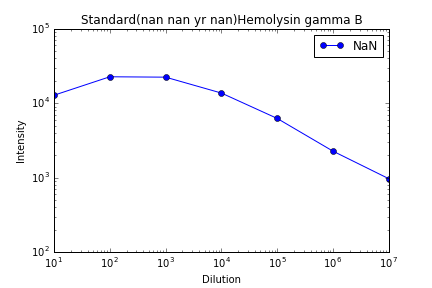 Standard(nan nan yr nan)Hemolysin gamma B
NaN
Intensity
10^5
10^4
10^3
10^2
10^1 10^2 10^3 10^4 10^5 10^6 10^7
Dilution